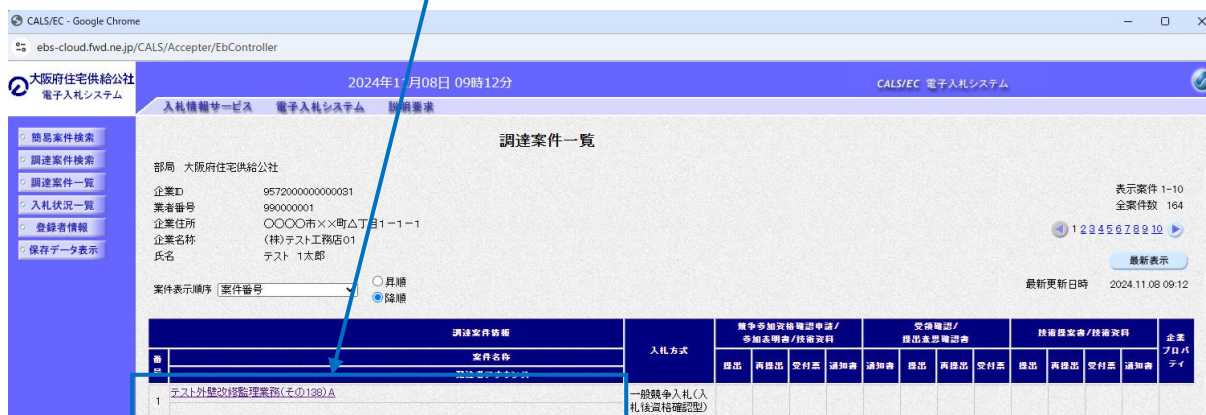 CALS/EC - Google Chrome
ebs-cloud.fwd.ne.jp/CALS/Accepter/EbController
大阪府住宅供給公社
電子入札システム
2024年11月08日 09時12分
CALS/EC 電子入札システム
入札情報サービス 電子入札システム 説明要求
簡易案件検索
調達案件検索
調達案件一覧
入札状況一覧
登録者情報
保存データ表示
調達案件一覧
部局 大阪府住宅供給公社
企業ID 9572000000000031
業者番号 990000001
企業住所 〇〇〇〇市××町△丁目1-1-1
企業名称 (株)テスト工務店01
氏名 テスト 1太郎
表示案件 1-10
全案件数 164
1 2 3 4 5 6 7 8 9 10
最新表示
案件表示順序 案件番号
昇順
降順
最新更新日時 2024.11.08 09:12
調達案件情報
入札方式
競争参加資格確認申請/
参加表明書/技術資料
受領確認/
提出意思確認書
技術提案書/技術資料
企業
プロパ
ティ
番
号
案件名称
提出 再提出 受付票 通知書 通知書 提出 再提出 受付票 提出 再提出 受付票 通知書
1 テスト外壁改修監理業務(その138)A
一般競争入札(入
札後資格確認型)